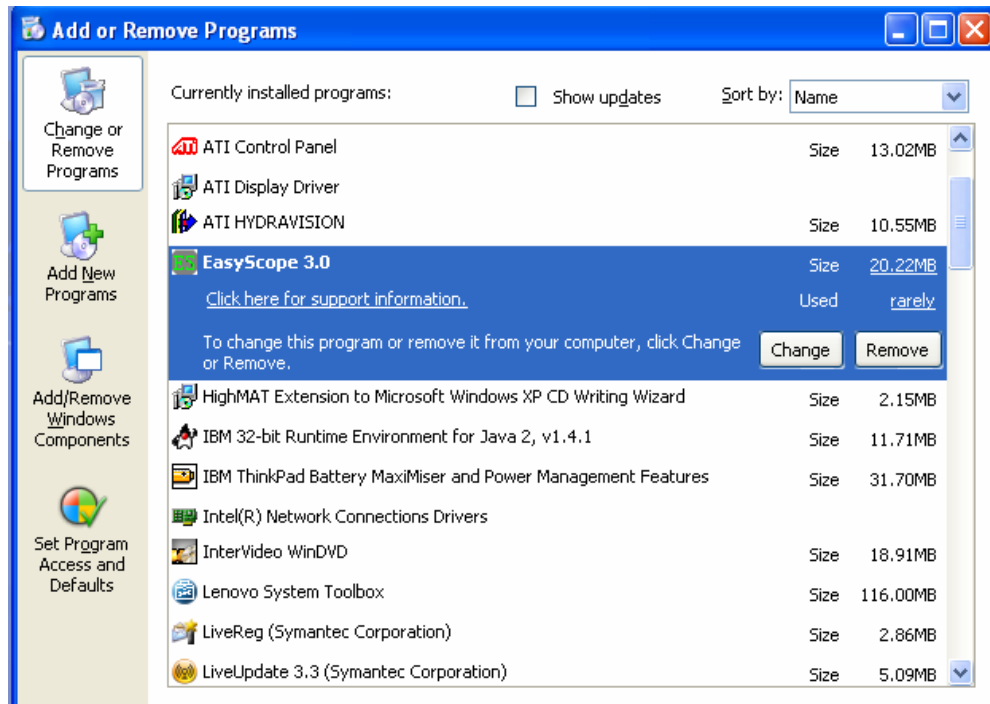 Add or Remove Programs
Change or
Remove
Programs
Add New
Programs
Add/Remove
Windows
Components
Set Program
Access and
Defaults
Currently installed programs:
Show updates
Sort by: Name
ATI Control Panel Size 13.02MB
ATI Display Driver
ATI HYDRAVISION Size 10.55MB
ES EasyScope 3.0 Size 20.22MB
Click here for support information. Used rarely
To change this program or remove it from your computer, click Change
or Remove.
Change Remove
HighMAT Extension to Microsoft Windows XP CD Writing Wizard Size 2.15MB
IBM 32-bit Runtime Environment for Java 2, v1.4.1 Size 11.71MB
IBM ThinkPad Battery MaxiMiser and Power Management Features Size 31.70MB
Intel(R) Network Connections Drivers
InterVideo WinDVD Size 18.91MB
Lenovo System Toolbox Size 116.00MB
LiveReg (Symantec Corporation) Size 2.86MB
LiveUpdate 3.3 (Symantec Corporation) Size 5.09MB